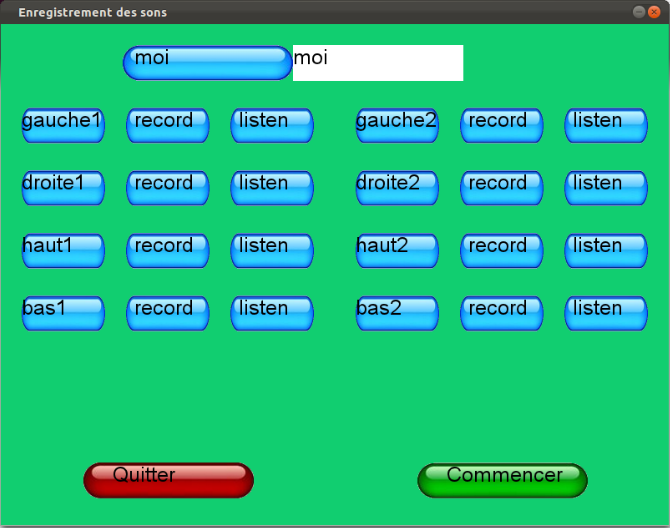 Enregistrement des sons
moi moi
gauche1 record listen gauche2 record listen
droite1 record listen droite2 record listen
haut1 record listen haut2 record listen
bas1 record listen bas2 record listen
Quitter Commencer